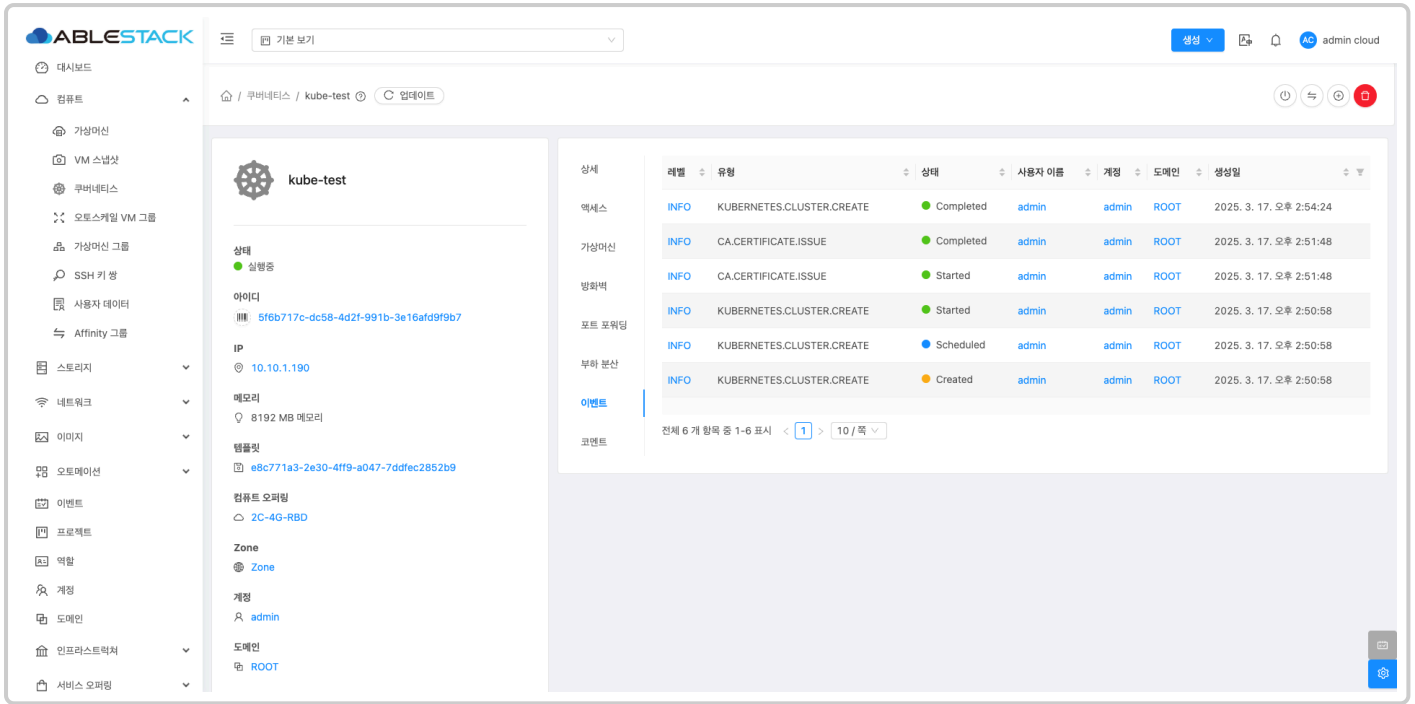 ABLESTACK
기본 보기
생성
AC
admin cloud
대시보드
컴퓨트
가상머신
VM 스냅샷
쿠버네티스
오토스케일 VM 그룹
가상머신 그룹
SSH 키 쌍
사용자 데이터
Affinity 그룹
스토리지
네트워크
이미지
오토메이션
이벤트
프로젝트
역할
계정
도메인
인프라스트럭쳐
서비스 오퍼링
/ 쿠버네티스 / kube-test
업데이트
kube-test
상태
실행중
아이디
5f6b717c-dc58-4d2f-991b-3e16afd9f9b7
IP
10.10.1.190
메모리
8192 MB 메모리
템플릿
e8c771a3-2e30-4ff9-a047-7ddfec2852b9
컴퓨트 오퍼링
2C-4G-RBD
Zone
Zone
계정
admin
도메인
ROOT
상세
액세스
가상머신
방화벽
포트 포워딩
부하 분산
이벤트
코멘트
레벨 유형 상태 사용자 이름 계정 도메인 생성일
INFO KUBERNETES.CLUSTER.CREATE Completed admin admin ROOT 2025. 3. 17. 오후 2:54:24
INFO CA.CERTIFICATE.ISSUE Completed admin admin ROOT 2025. 3. 17. 오후 2:51:48
INFO CA.CERTIFICATE.ISSUE Started admin admin ROOT 2025. 3. 17. 오후 2:51:48
INFO KUBERNETES.CLUSTER.CREATE Started admin admin ROOT 2025. 3. 17. 오후 2:50:58
INFO KUBERNETES.CLUSTER.CREATE Scheduled admin admin ROOT 2025. 3. 17. 오후 2:50:58
INFO KUBERNETES.CLUSTER.CREATE Created admin admin ROOT 2025. 3. 17. 오후 2:50:58
전체 6 개 항목 중 1-6 표시 < 1 > 10 / 쪽